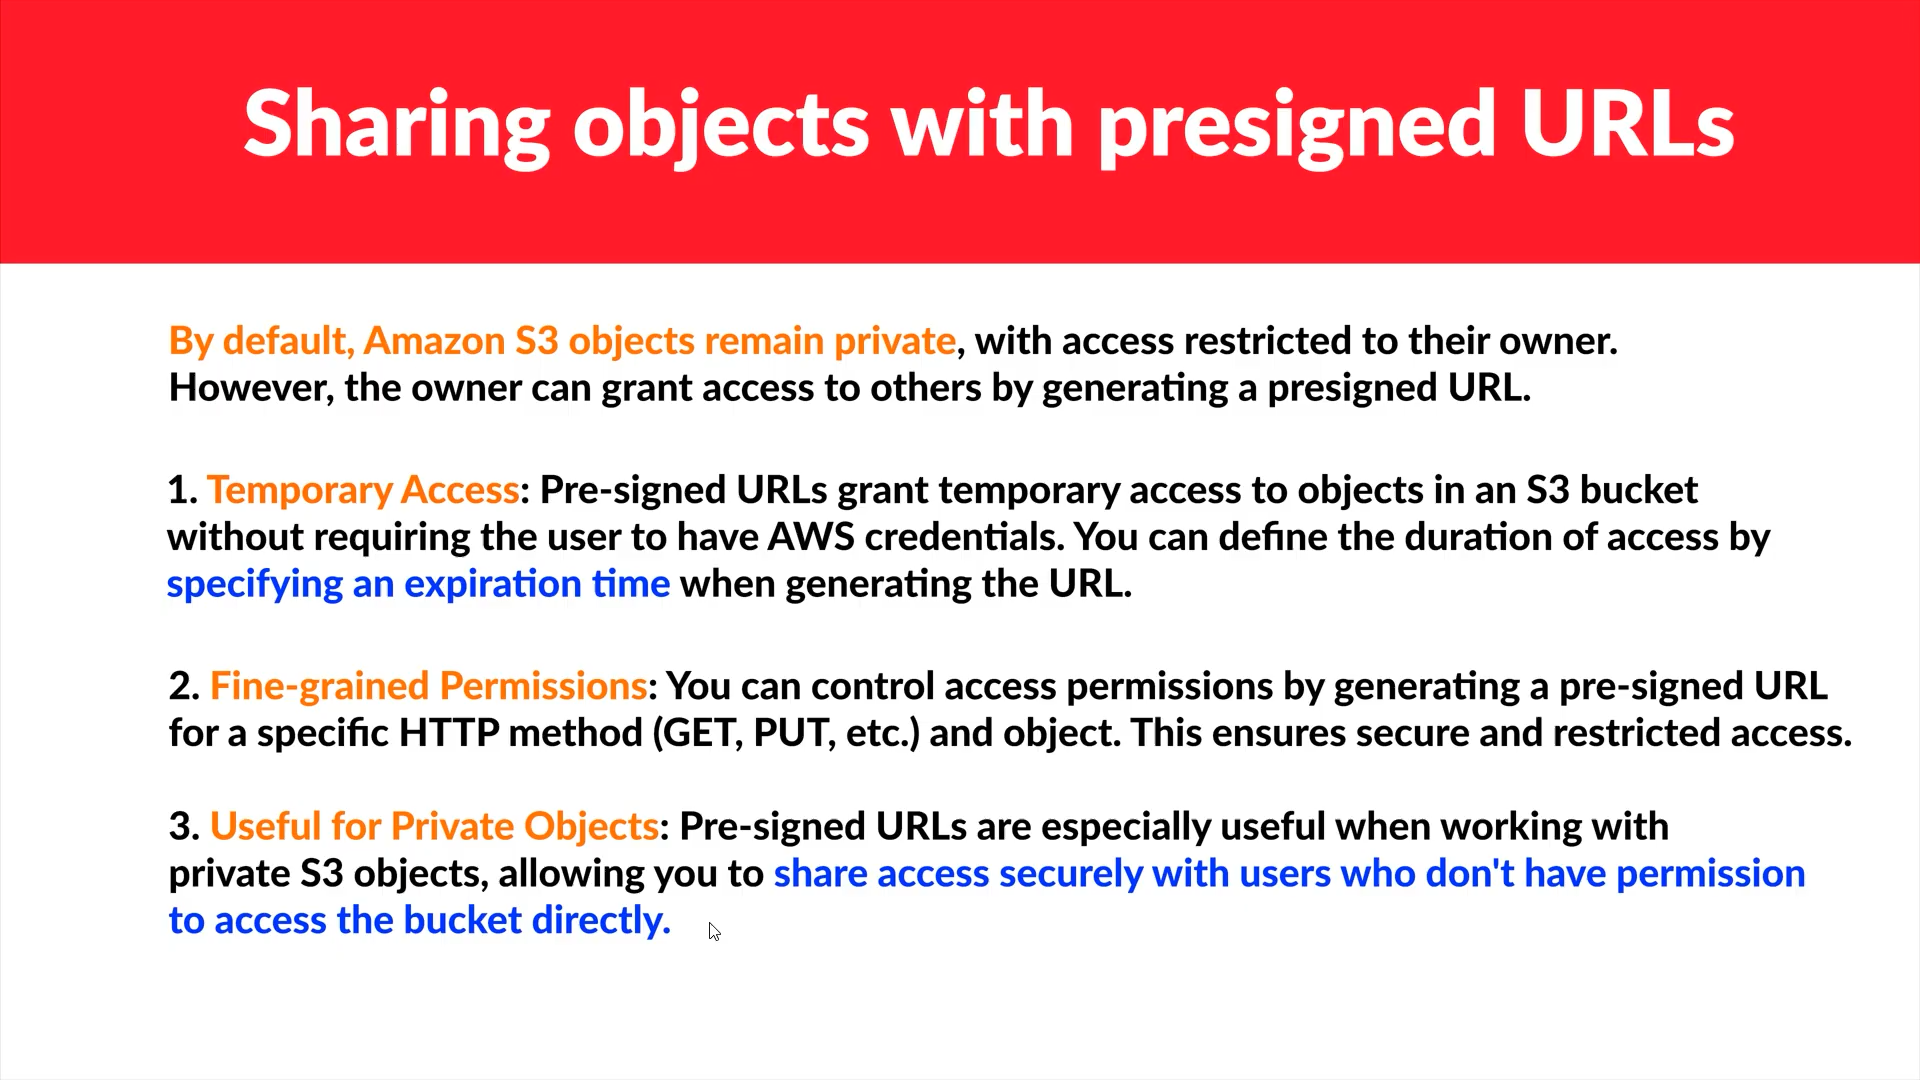 Sharing objects with presigned URLs
By default, Amazon S3 objects remain private, with access restricted to their owner.
However, the owner can grant access to others by generating a presigned URL.
1. Temporary Access: Pre-signed URLs grant temporary access to objects in an S3 bucket
without requiring the user to have AWS credentials. You can define the duration of access by
specifying an expiration time when generating the URL.
2. Fine-grained Permissions: You can control access permissions by generating a pre-signed URL
for a specific HTTP method (GET, PUT, etc.) and object. This ensures secure and restricted access.
3. Useful for Private Objects: Pre-signed URLs are especially useful when working with
private S3 objects, allowing you to share access securely with users who don't have permission
to access the bucket directly.